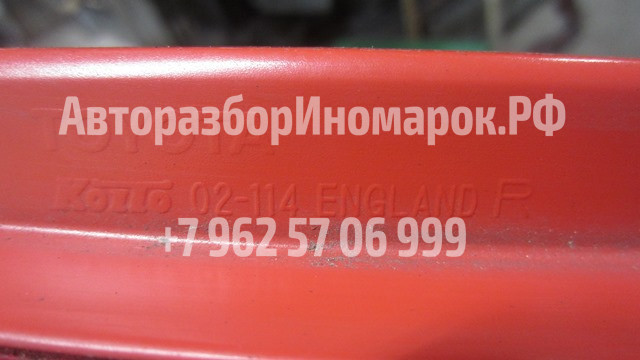 АвторазборИномарок.РФ
TOYOTA
Koito 02-114 ENGLAND R
+7 962 57 06 999